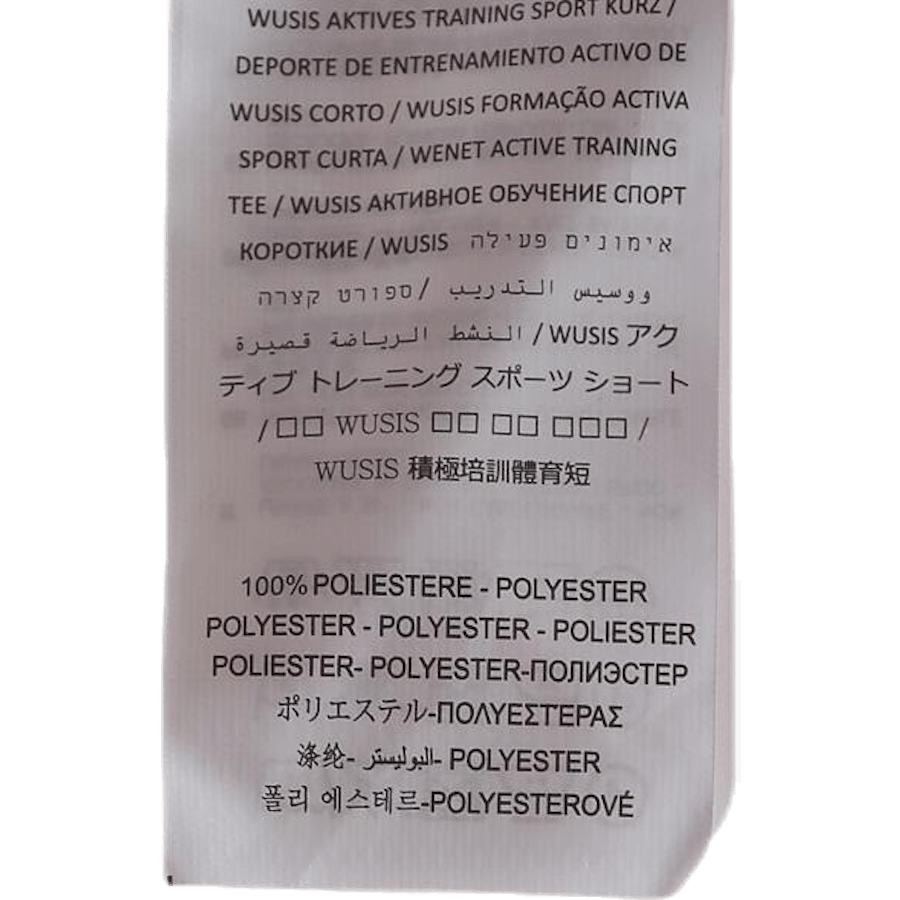 WUSIS AKTIVES TRAINING SPORT KURZ /
DEPORTE DE ENTRENAMIENTO ACTIVO DE
WUSIS CORTO / WUSIS FORMAÇÃO ACTIVA
SPORT CURTA / WENET ACTIVE TRAINING
TEE / WUSIS АКТИВНОЕ ОБУЧЕНИЕ СПОРТ
КОРОТКИЕ / WUSIS אימונים פעילה
ووسيس التدريب /ספורט קצרה
النشط الرياضة قصيرة / WUSIS アク
ティブ トレーニング スポーツ ショート
/ □□ WUSIS □□ □□ □□□ /
WUSIS 積極培訓體育短
100% POLIESTERE - POLYESTER
POLYESTER - POLYESTER - POLIESTER
POLIESTER- POLYESTER-ПОЛИЭСТЕР
ポリエステル-ΠΟΛΥΕΣΤΕΡΑΣ
涤纶- البوليستر- POLYESTER
폴리 에스테르-POLYESTEROVÉ